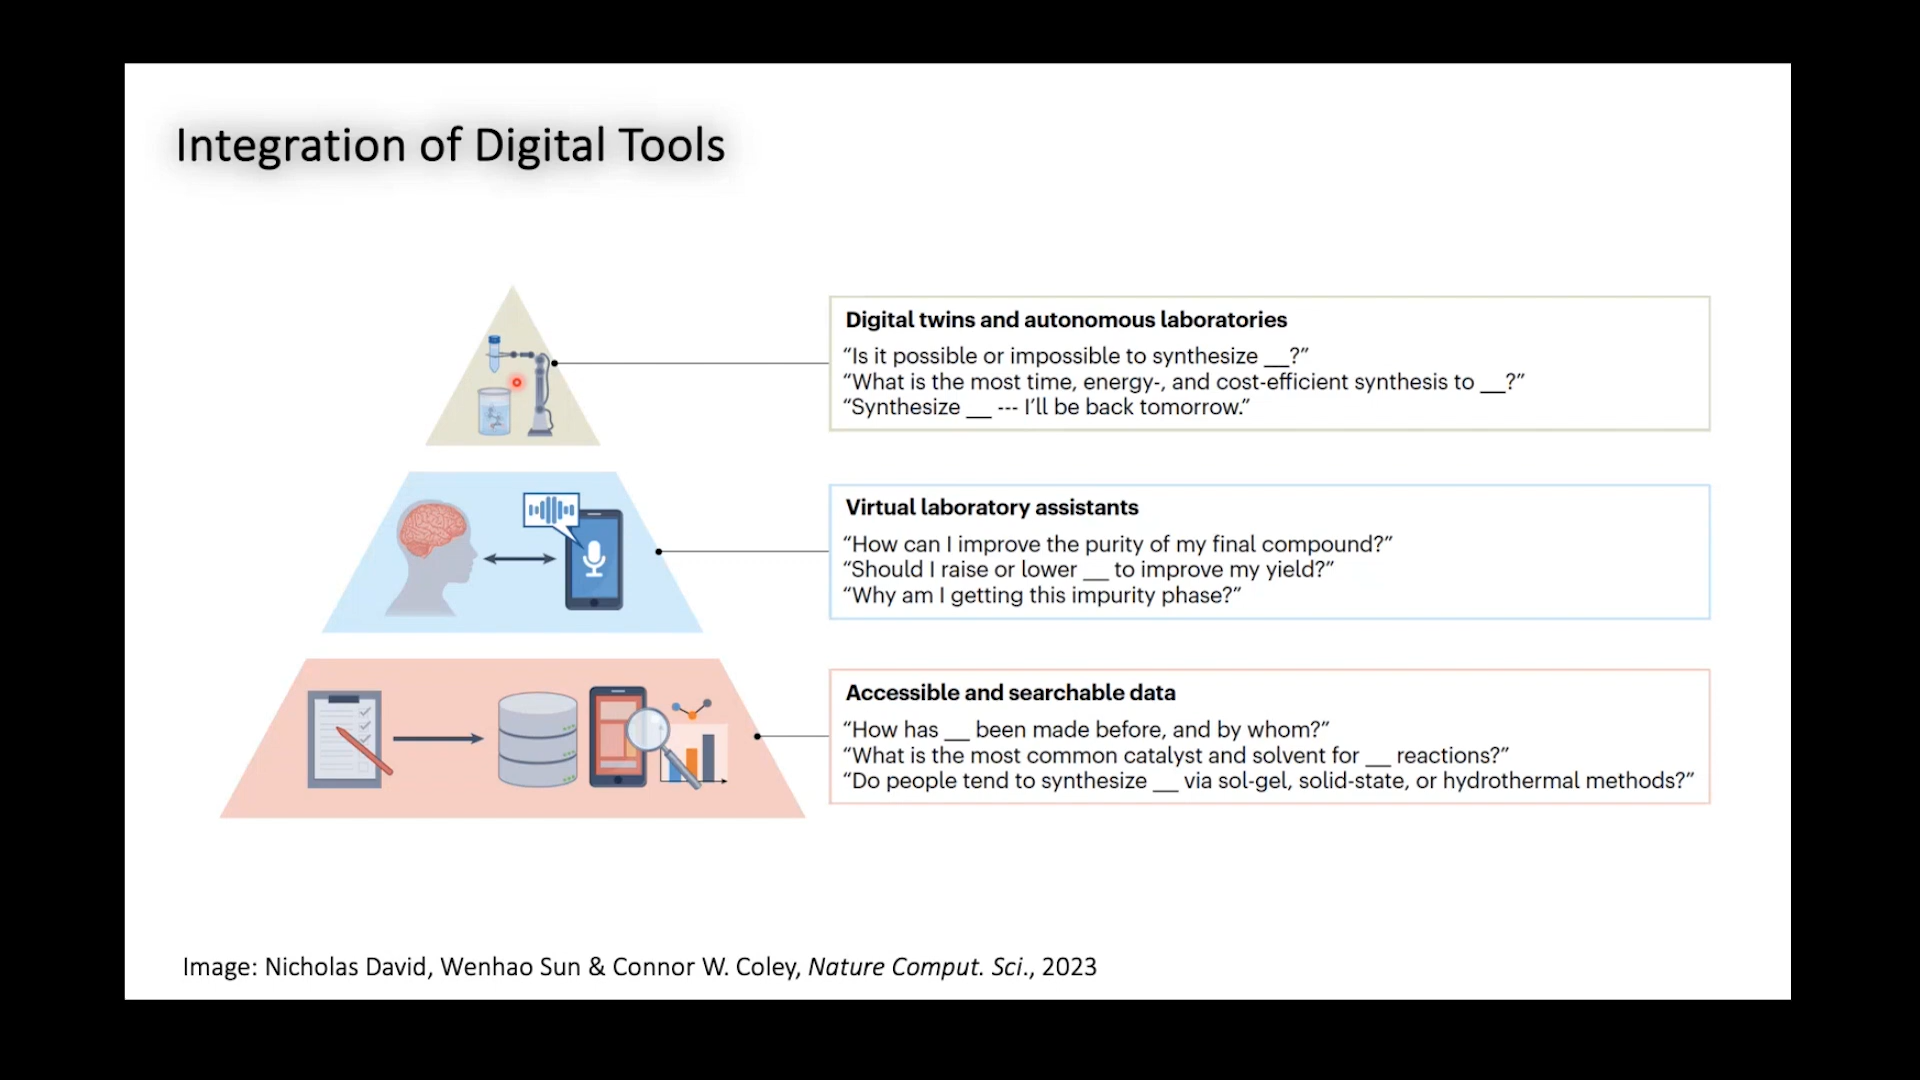 Integration of Digital Tools
Digital twins and autonomous laboratories
“Is it possible or impossible to synthesize __?”
“What is the most time, energy-, and cost-efficient synthesis to __?”
“Synthesize __ --- I’ll be back tomorrow.”
Virtual laboratory assistants
“How can I improve the purity of my final compound?”
“Should I raise or lower __ to improve my yield?”
“Why am I getting this impurity phase?”
Accessible and searchable data
“How has __ been made before, and by whom?”
“What is the most common catalyst and solvent for __ reactions?”
“Do people tend to synthesize __ via sol-gel, solid-state, or hydrothermal methods?”
Image: Nicholas David, Wenhao Sun & Connor W. Coley, Nature Comput. Sci., 2023